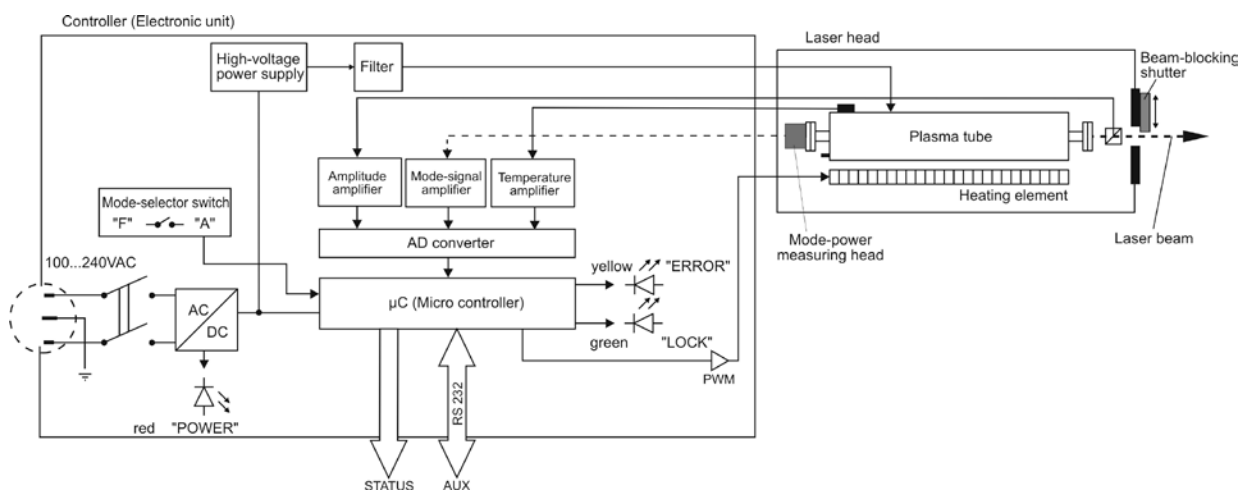 Controller (Electronic unit)
High-voltage
power supply
Filter
Laser head
Beam-blocking
shutter
Plasma tube
Amplitude
amplifier
Mode-signal
amplifier
Temperature
amplifier
Heating element
Mode-selector switch
"F" "A"
Mode-power
measuring head
Laser beam
AD converter
100...240VAC
yellow "ERROR"
µC (Micro controller)
AC
DC
green "LOCK"
PWM
RS 232
red "POWER"
STATUS
AUX